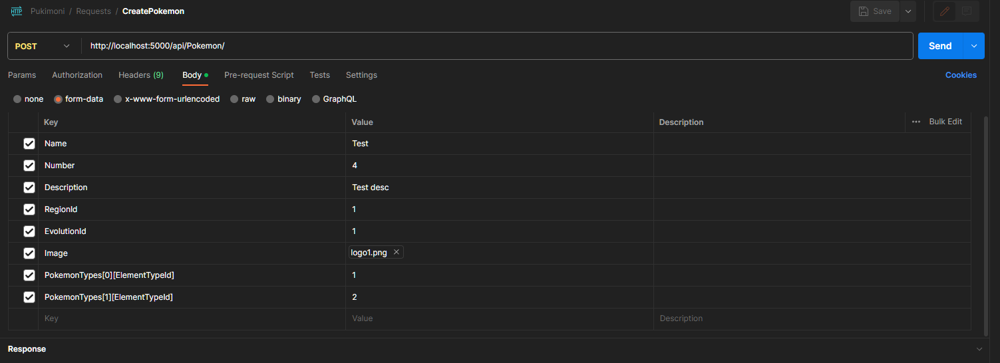 HTTP Pukimoni / Requests / CreatePokemon Save
POST http://localhost:5000/api/Pokemon/ Send
Params Authorization Headers (9) Body Pre-request Script Tests Settings Cookies
none form-data x-www-form-urlencoded raw binary GraphQL
Key Value Description ••• Bulk Edit
Name Test
Number 4
Description Test desc
RegionId 1
EvolutionId 1
Image logo1.png
PokemonTypes[0][ElementTypeId] 1
PokemonTypes[1][ElementTypeId] 2
Key Value Description
Response